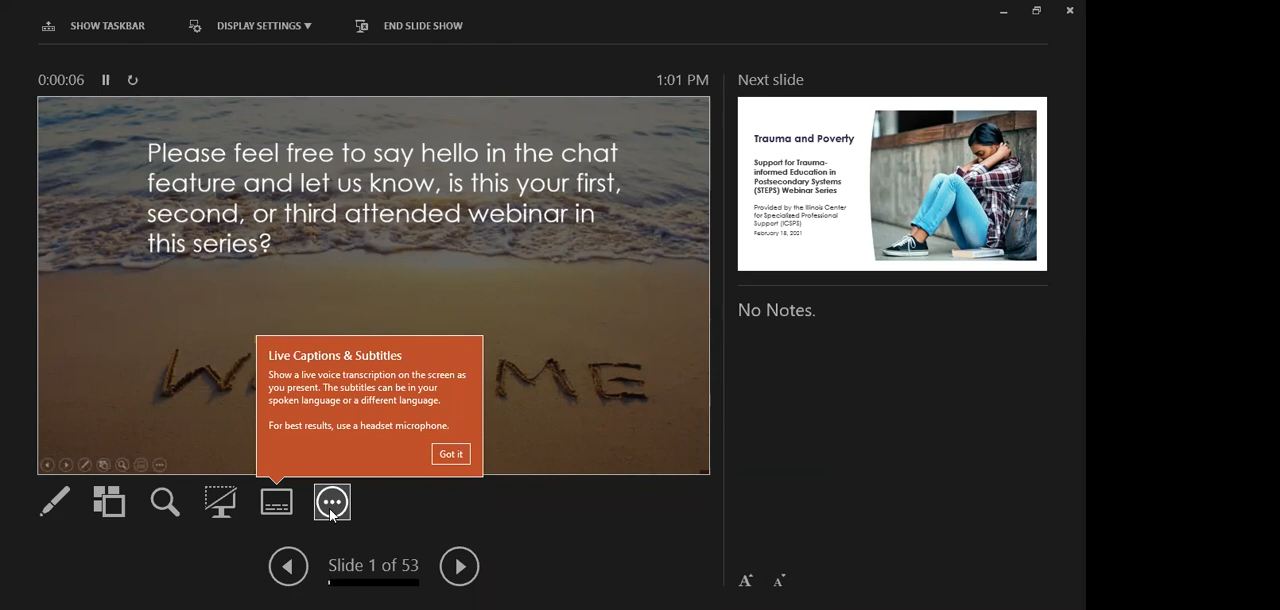 SHOW TASKBAR
DISPLAY SETTINGS ▼
END SLIDE SHOW
0:00:06
1:01 PM
Please feel free to say hello in the chat
feature and let us know, is this your first,
second, or third attended webinar in
this series?
W
ME
Live Captions & Subtitles
Show a live voice transcription on the screen as
you present. The subtitles can be in your
spoken language or a different language.
For best results, use a headset microphone.
Got it
Slide 1 of 53
Next slide
Trauma and Poverty
Support for Trauma-
informed Education in
Postsecondary Systems
(STEPS) Webinar Series
Provided by the Illinois Center
for Specialized Professional
Support (ICSPS)
February 18, 2021
No Notes.
A
A